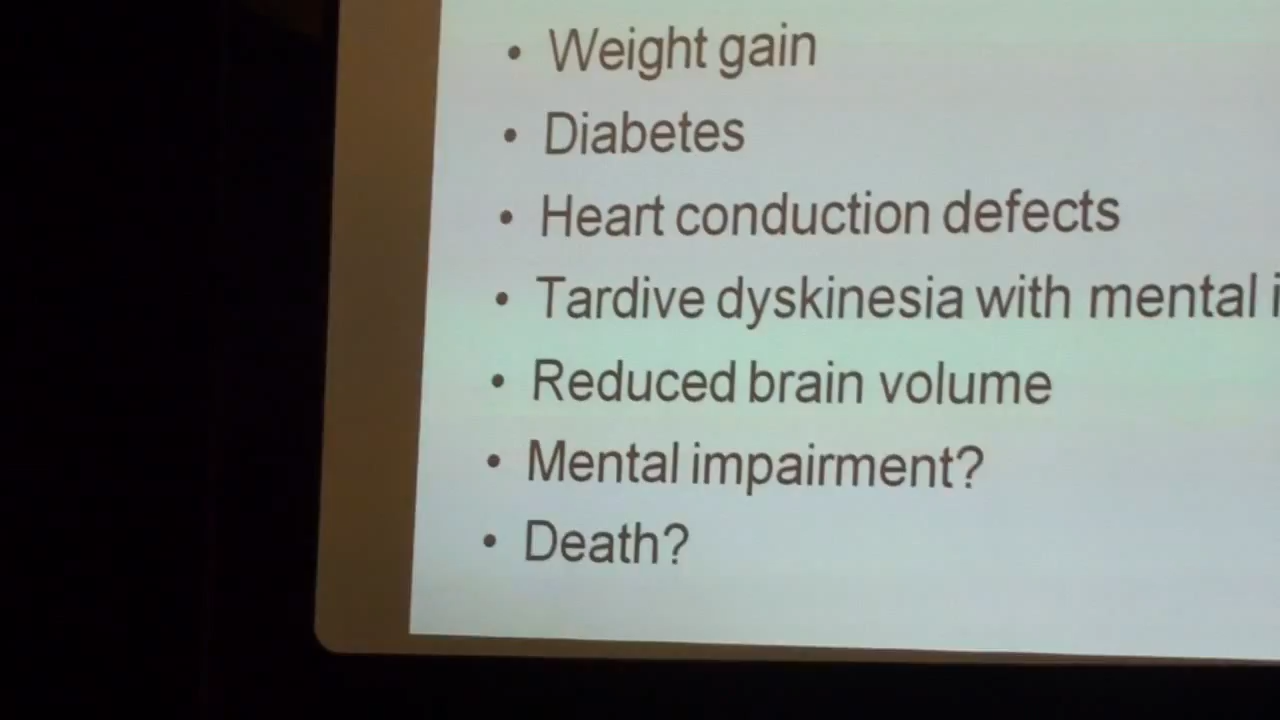 • Weight gain
• Diabetes
• Heart conduction defects
• Tardive dyskinesia with mental
• Reduced brain volume
• Mental impairment?
• Death?